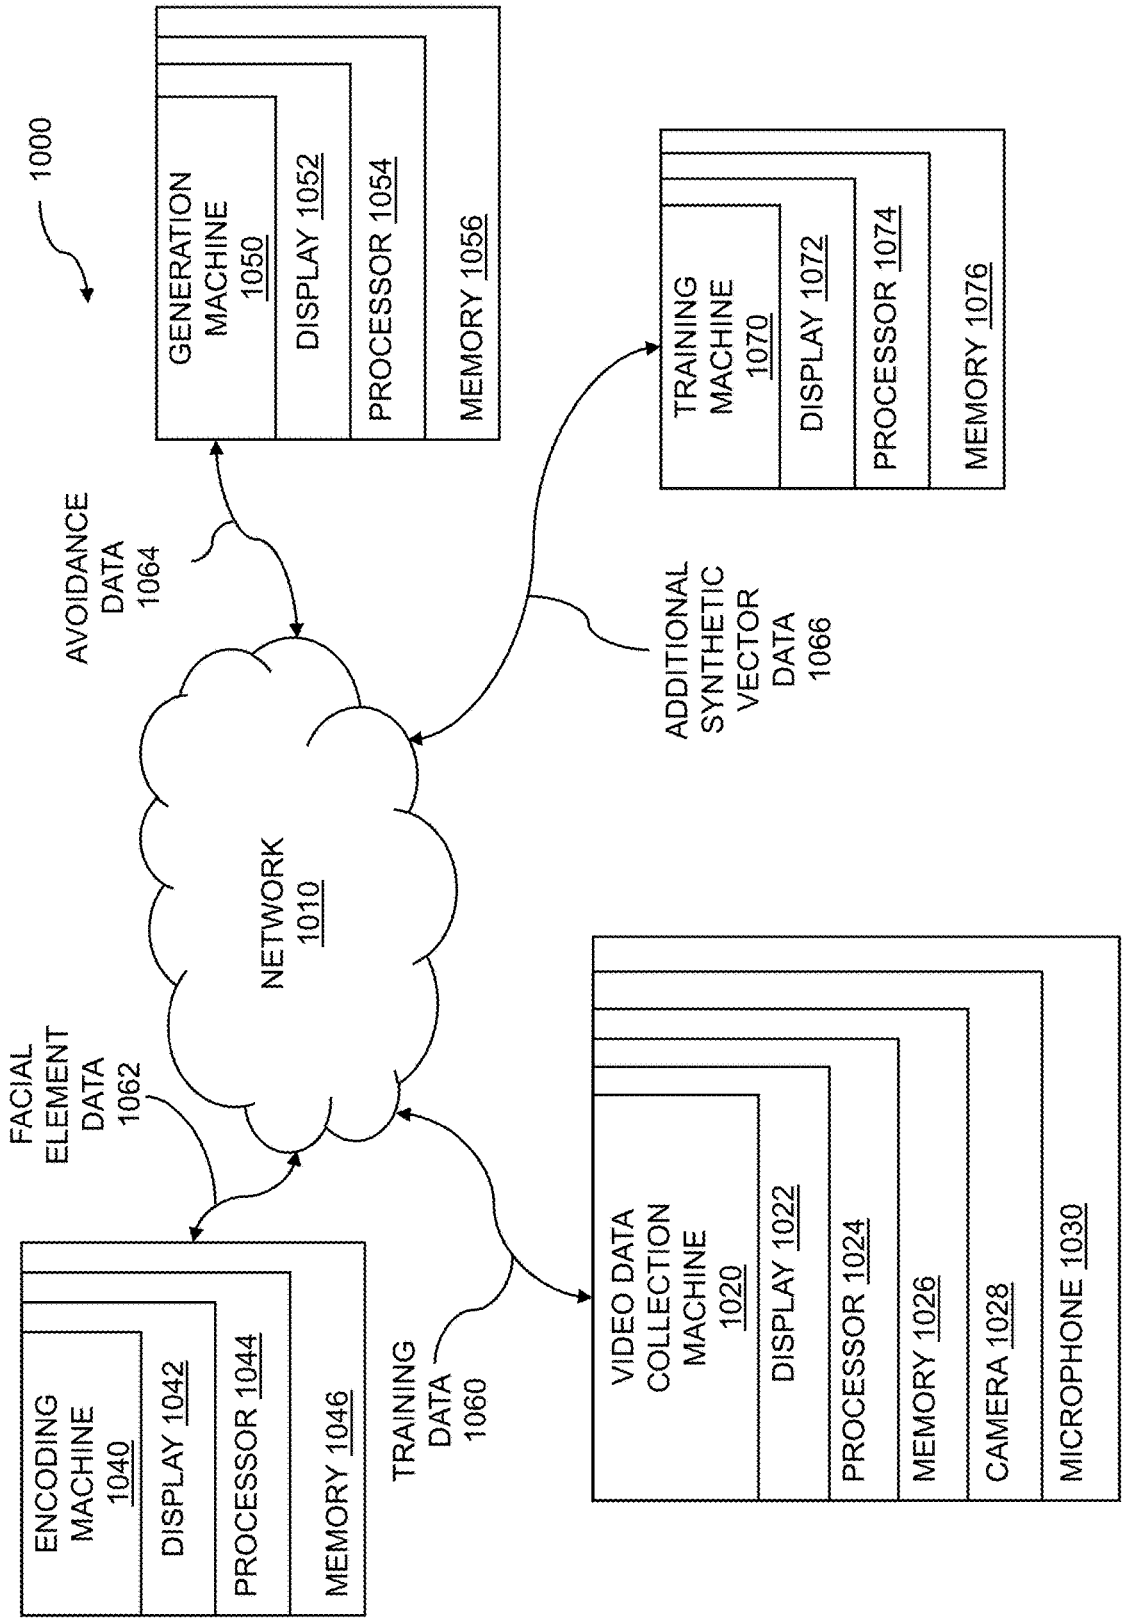 1000
ENCODING
MACHINE
1040
DISPLAY 1042
PROCESSOR 1044
MEMORY 1046
FACIAL
ELEMENT
DATA
1062
AVOIDANCE
DATA
1064
GENERATION
MACHINE
1050
DISPLAY 1052
PROCESSOR 1054
MEMORY 1056
NETWORK
1010
TRAINING
DATA
1060
VIDEO DATA
COLLECTION
MACHINE
1020
DISPLAY 1022
PROCESSOR 1024
MEMORY 1026
CAMERA 1028
MICROPHONE 1030
ADDITIONAL
SYNTHETIC
VECTOR
DATA
1066
TRAINING
MACHINE
1070
DISPLAY 1072
PROCESSOR 1074
MEMORY 1076